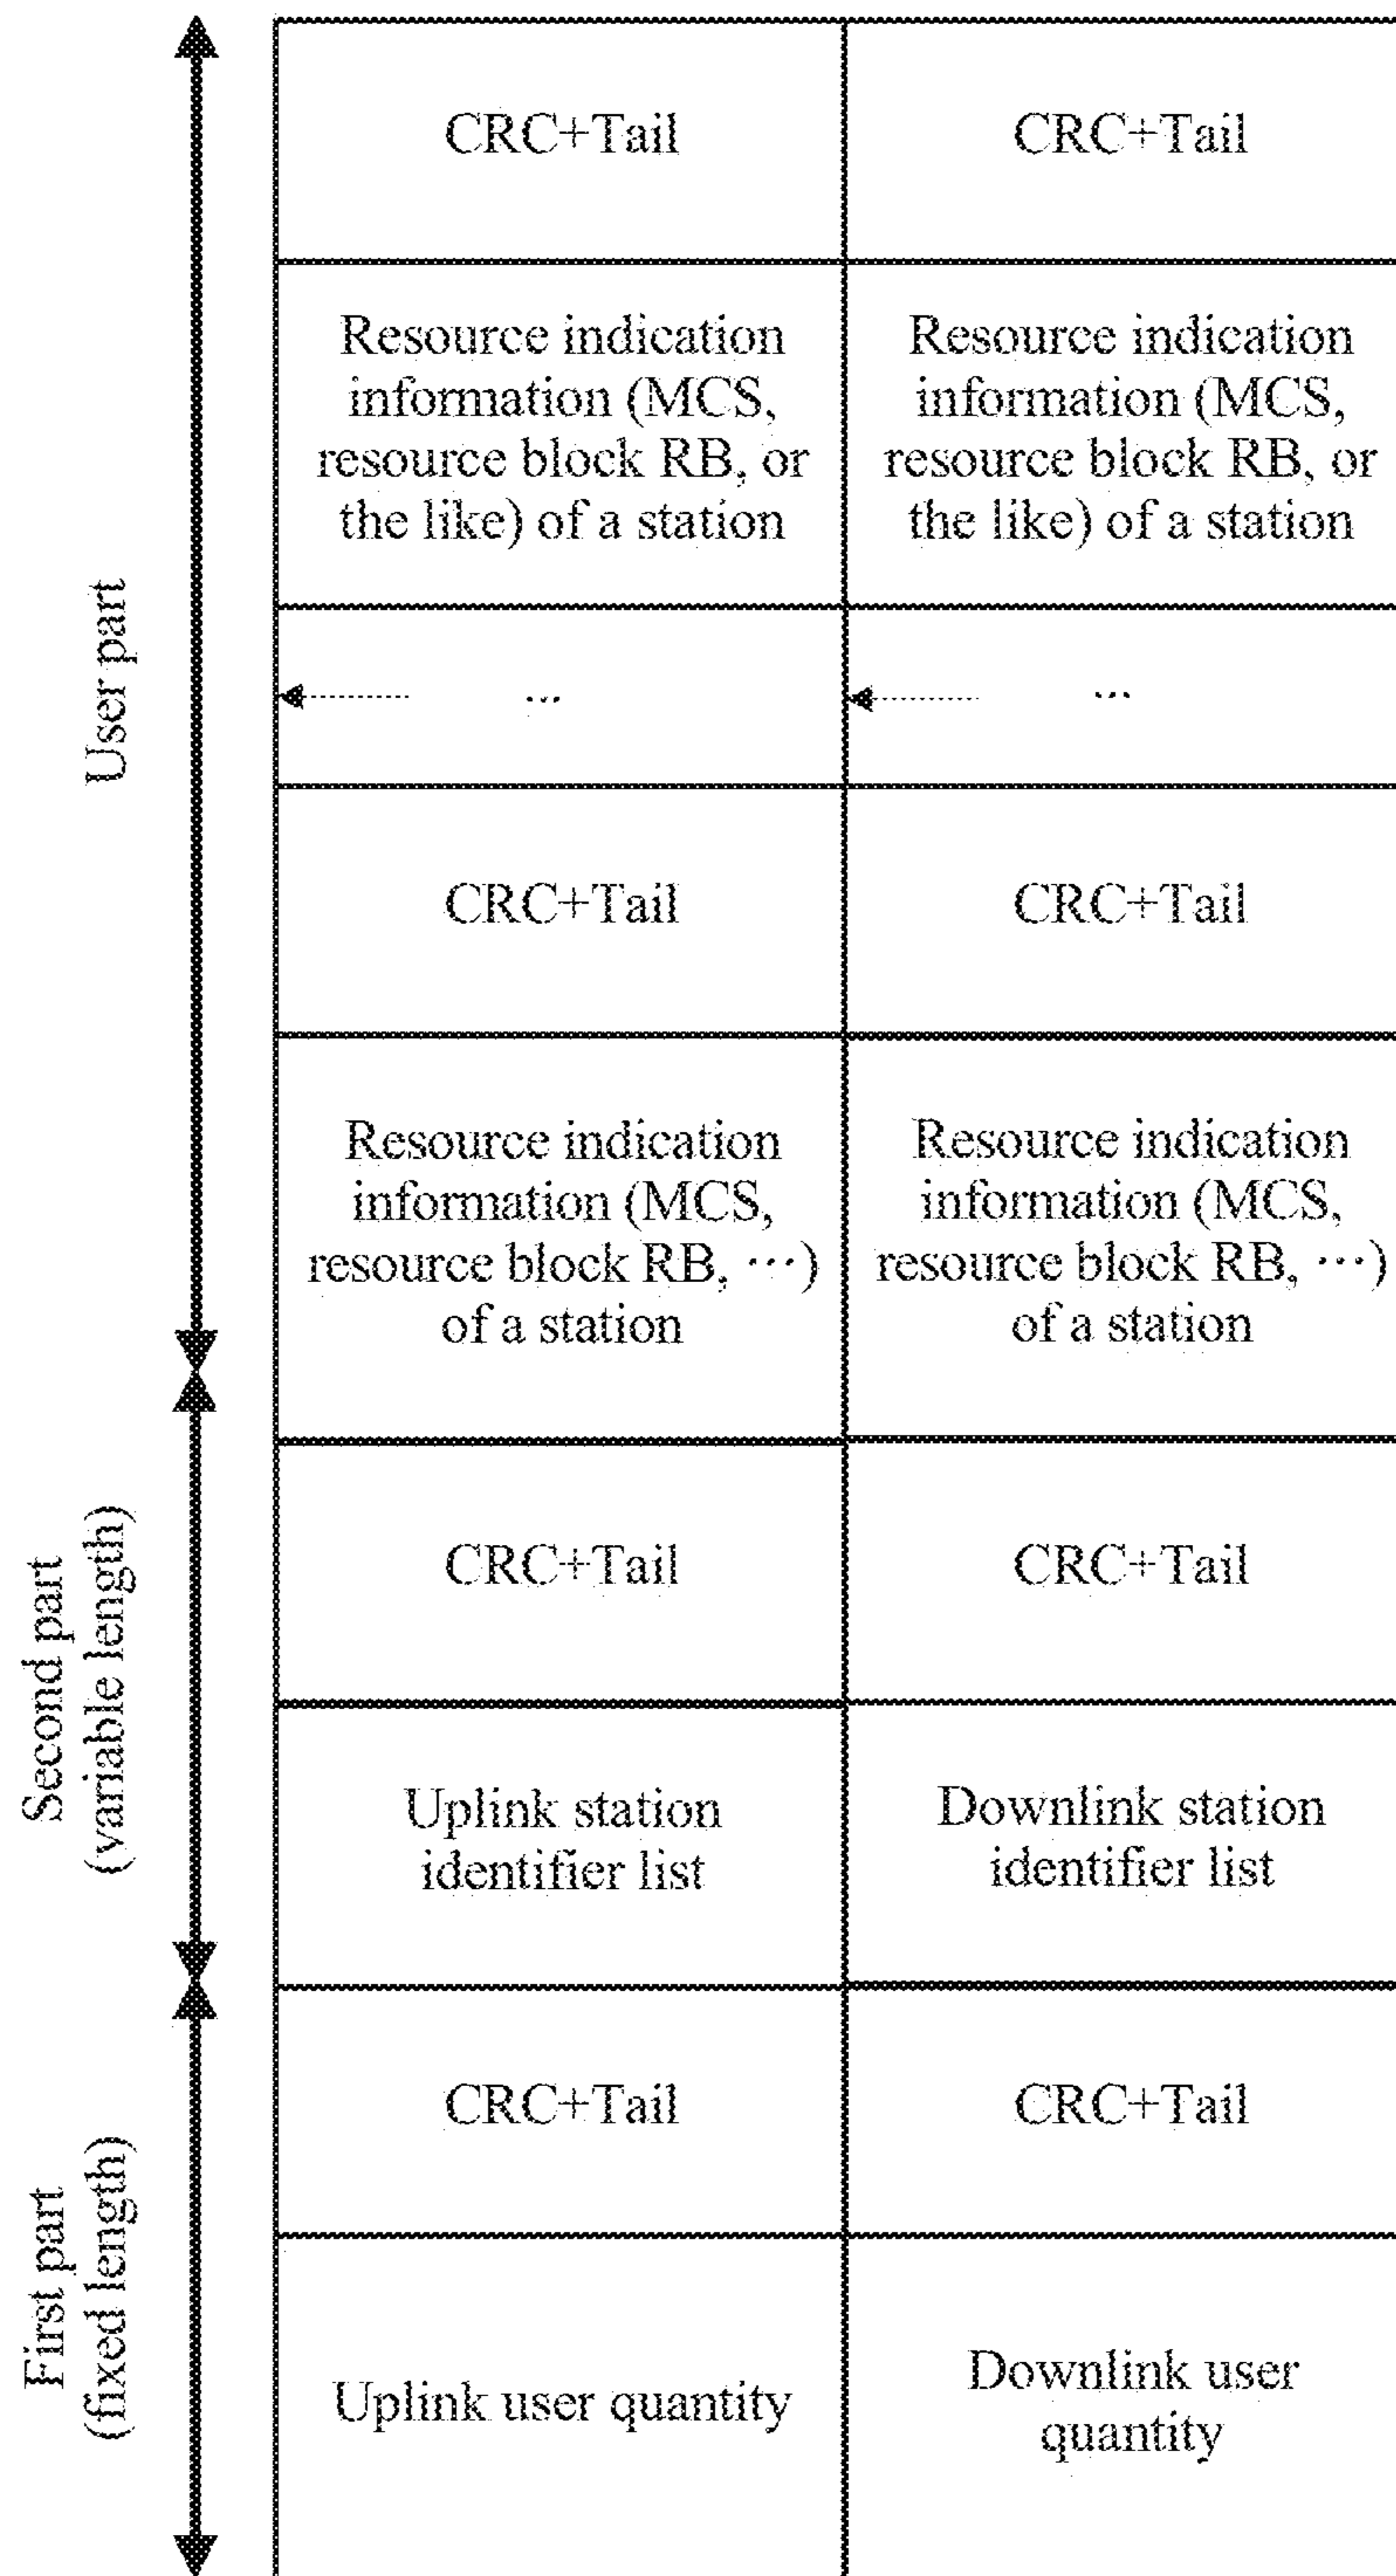 User part
Second part
(variable length)
First part
(fixed length)
CRC+Tail
CRC+Tail
Resource indication
information (MCS,
resource block RB, or
the like) of a station
Resource indication
information (MCS,
resource block RB, or
the like) of a station
...
...
CRC+Tail
CRC+Tail
Resource indication
information (MCS,
resource block RB, ···)
of a station
Resource indication
information (MCS,
resource block RB, ···)
of a station
CRC+Tail
CRC+Tail
Uplink station
identifier list
Downlink station
identifier list
CRC+Tail
CRC+Tail
Uplink user quantity
Downlink user
quantity